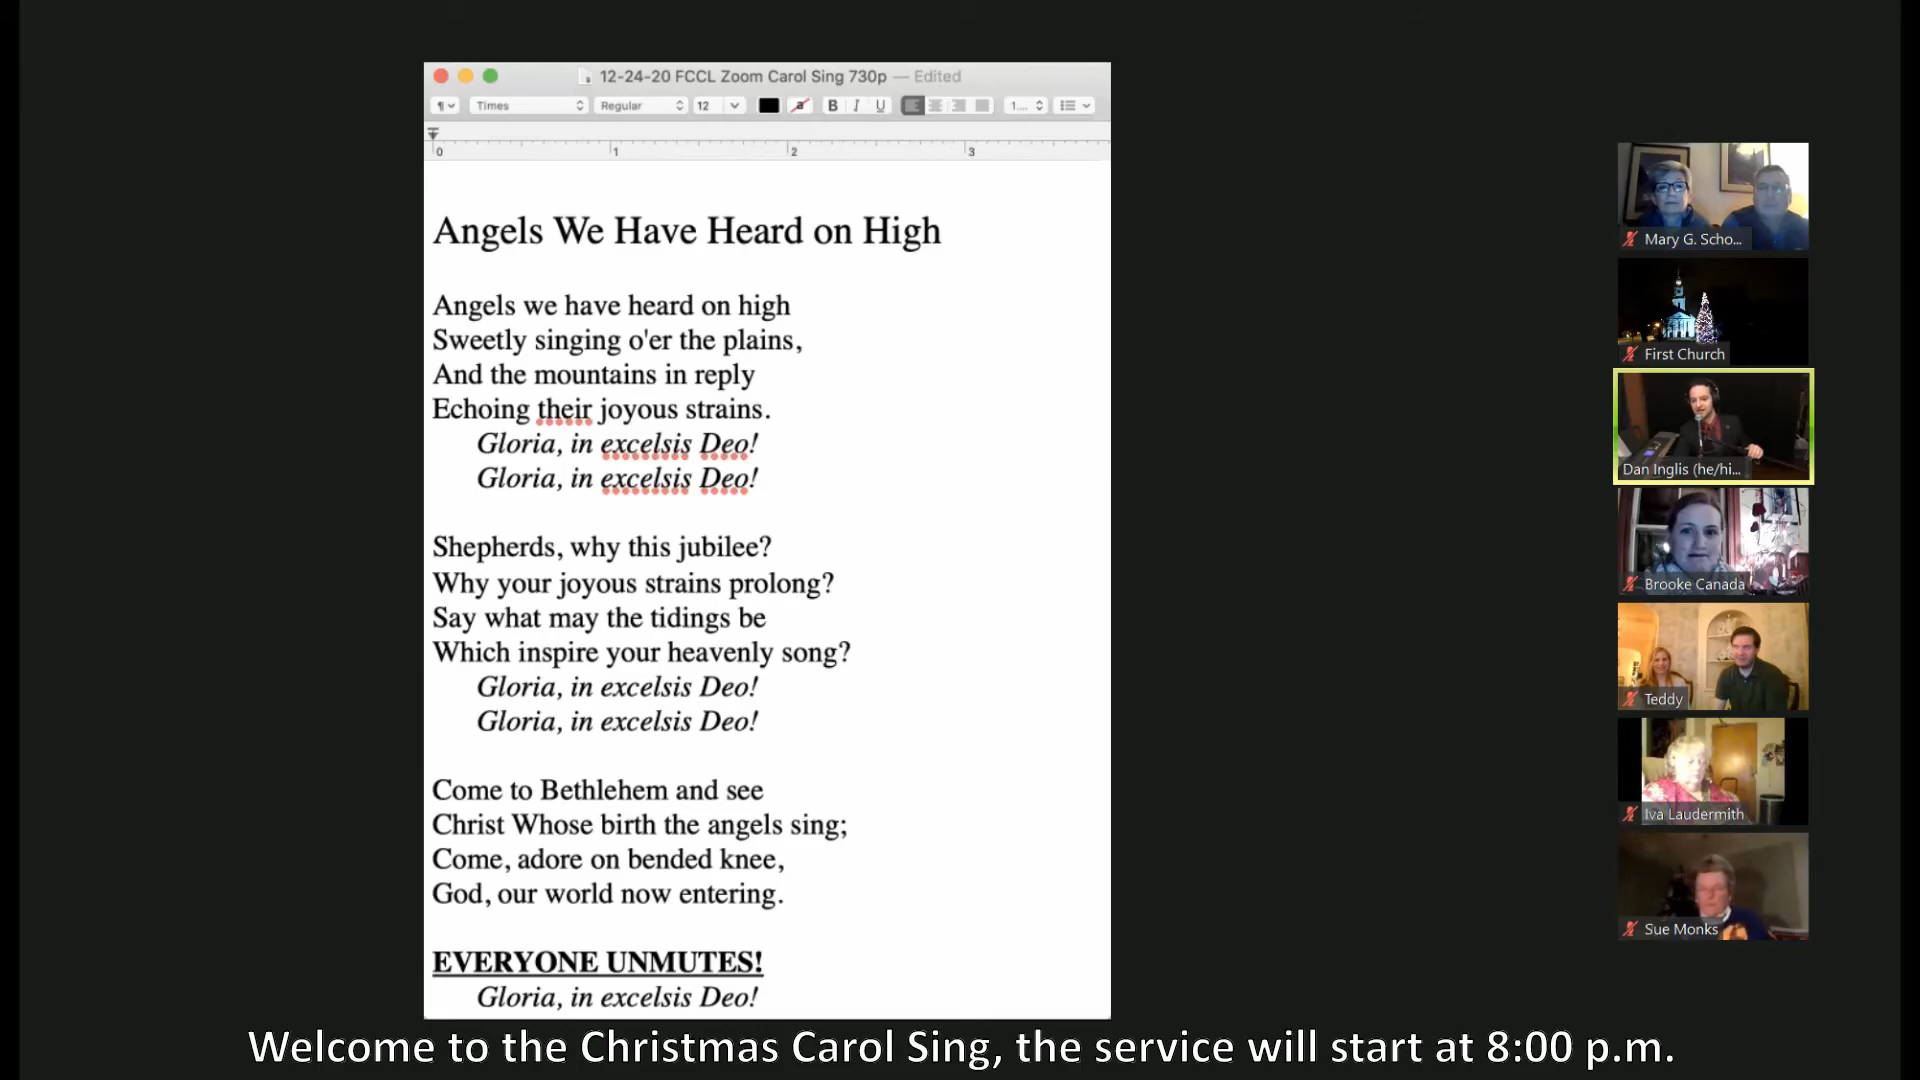 12-24-20 FCCL Zoom Carol Sing 730p — Edited
¶ Times Regular 12 a B I U 1...
0 1 2 3
Angels We Have Heard on High
Angels we have heard on high
Sweetly singing o'er the plains,
And the mountains in reply
Echoing their joyous strains.
Gloria, in excelsis Deo!
Gloria, in excelsis Deo!
Shepherds, why this jubilee?
Why your joyous strains prolong?
Say what may the tidings be
Which inspire your heavenly song?
Gloria, in excelsis Deo!
Gloria, in excelsis Deo!
Come to Bethlehem and see
Christ Whose birth the angels sing;
Come, adore on bended knee,
God, our world now entering.
EVERYONE UNMUTES!
Gloria, in excelsis Deo!
Mary G. Scho...
First Church
Dan Inglis (he/hi...
Brooke Canada
Teddy
Iva Laudermith
Sue Monks
Welcome to the Christmas Carol Sing, the service will start at 8:00 p.m.